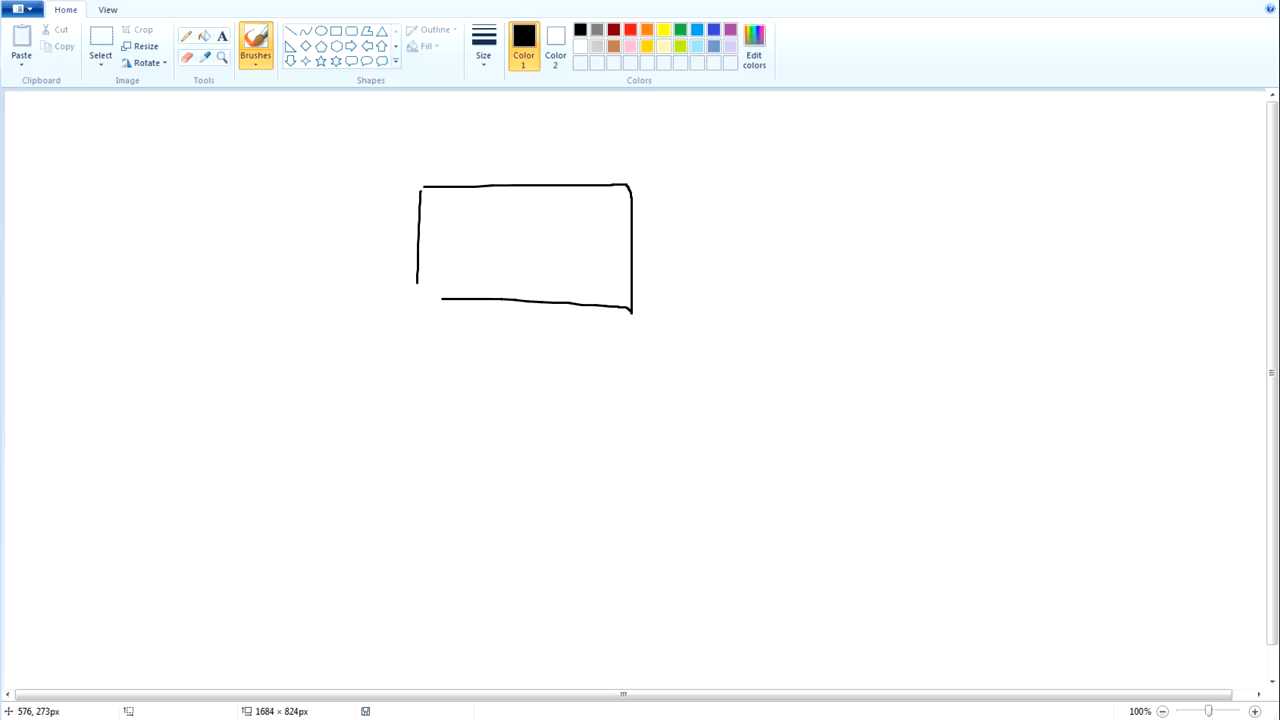 Home View
Cut
Copy
Paste
Clipboard
Select
Crop
Resize
Rotate
Image
A
Tools
Brushes
Outline
Fill
Shapes
Size
Color 1
Color 2
Edit colors
Colors
576, 273px
1684 × 824px
100%